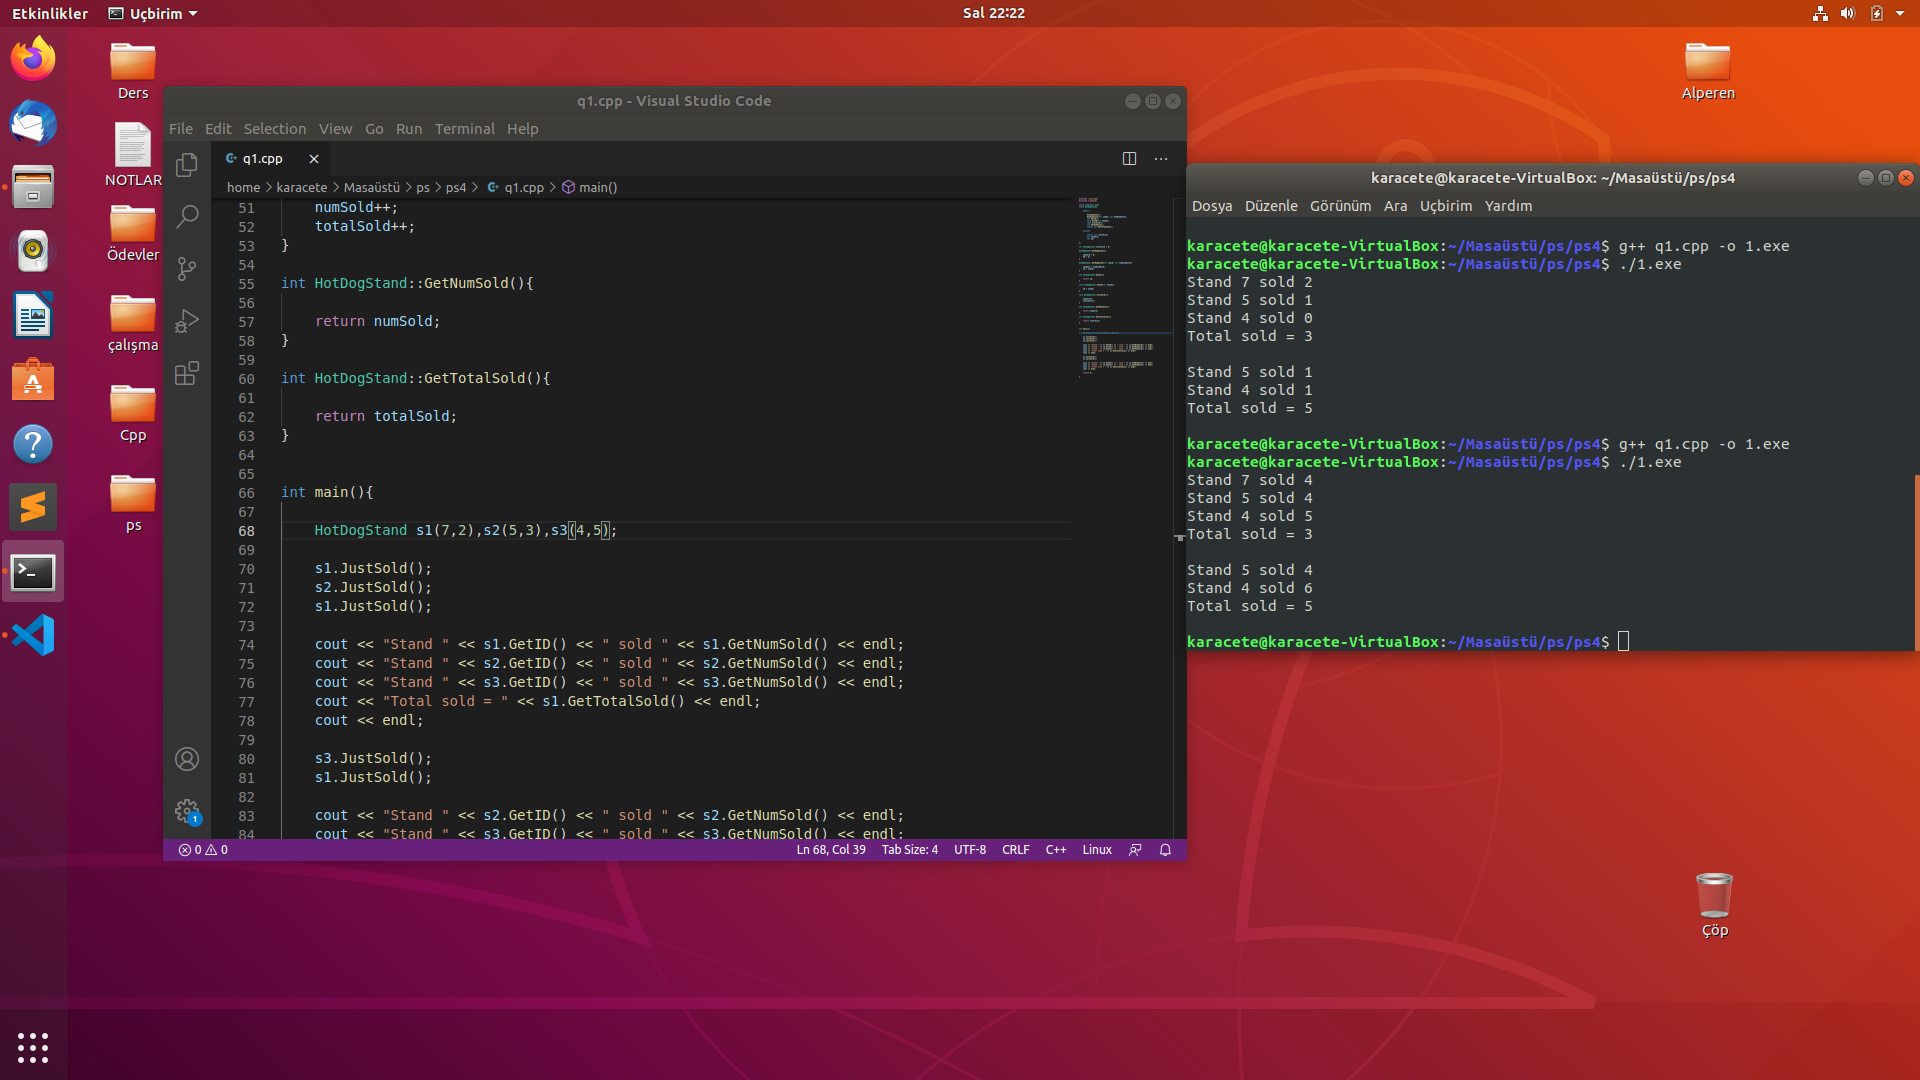 Etkinlikler
Uçbirim
Sal 22:22
Ders
NOTLAR
Ödevler
çalışma
Cpp
ps
Alperen
Çöp
q1.cpp - Visual Studio Code
File Edit Selection View Go Run Terminal Help
q1.cpp
home > karacete > Masaüstü > ps > ps4 > q1.cpp > main()
51 numSold++;
52 totalSold++;
53 }
54
55 int HotDogStand::GetNumSold(){
56
57 return numSold;
58 }
59
60 int HotDogStand::GetTotalSold(){
61
62 return totalSold;
63 }
64
65
66 int main(){
67
68 HotDogStand s1(7,2),s2(5,3),s3(4,5);
69
70 s1.JustSold();
71 s2.JustSold();
72 s1.JustSold();
73
74 cout << "Stand " << s1.GetID() << " sold " << s1.GetNumSold() << endl;
75 cout << "Stand " << s2.GetID() << " sold " << s2.GetNumSold() << endl;
76 cout << "Stand " << s3.GetID() << " sold " << s3.GetNumSold() << endl;
77 cout << "Total sold = " << s1.GetTotalSold() << endl;
78 cout << endl;
79
80 s3.JustSold();
81 s1.JustSold();
82
83 cout << "Stand " << s2.GetID() << " sold " << s2.GetNumSold() << endl;
84 cout << "Stand " << s3.GetID() << " sold " << s3.GetNumSold() << endl;
1
0 0
Ln 68, Col 39 Tab Size: 4 UTF-8 CRLF C++ Linux
karacete@karacete-VirtualBox: ~/Masaüstü/ps/ps4
Dosya Düzenle Görünüm Ara Uçbirim Yardım
karacete@karacete-VirtualBox:~/Masaüstü/ps/ps4$ g++ q1.cpp -o 1.exe
karacete@karacete-VirtualBox:~/Masaüstü/ps/ps4$ ./1.exe
Stand 7 sold 2
Stand 5 sold 1
Stand 4 sold 0
Total sold = 3
Stand 5 sold 1
Stand 4 sold 1
Total sold = 5
karacete@karacete-VirtualBox:~/Masaüstü/ps/ps4$ g++ q1.cpp -o 1.exe
karacete@karacete-VirtualBox:~/Masaüstü/ps/ps4$ ./1.exe
Stand 7 sold 4
Stand 5 sold 4
Stand 4 sold 5
Total sold = 3
Stand 5 sold 4
Stand 4 sold 6
Total sold = 5
karacete@karacete-VirtualBox:~/Masaüstü/ps/ps4$